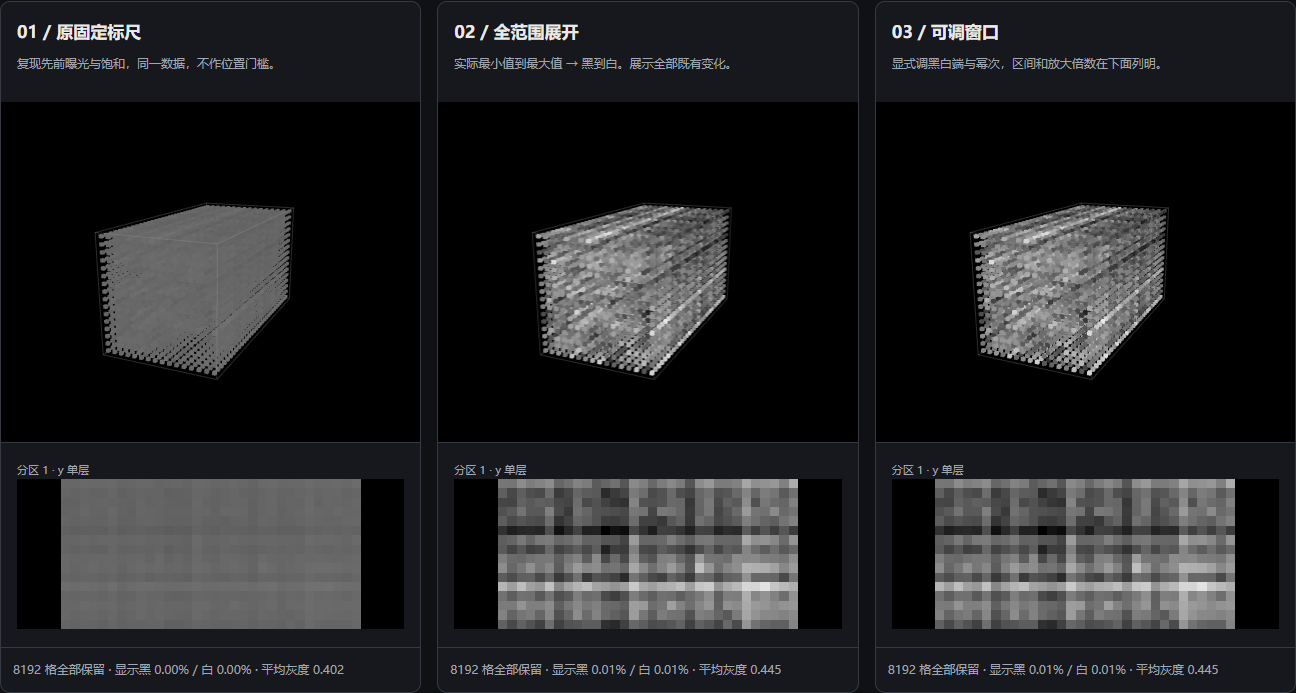 01 / 原固定标尺
复现先前曝光与饱和，同一数据，不作位置门槛。
分区 1 · y 单层
8192 格全部保留 · 显示黑 0.00% / 白 0.00% · 平均灰度 0.402
02 / 全范围展开
实际最小值到最大值 → 黑到白。展示全部既有变化。
分区 1 · y 单层
8192 格全部保留 · 显示黑 0.01% / 白 0.01% · 平均灰度 0.445
03 / 可调窗口
显式调黑白端与幂次，区间和放大倍数在下面列明。
分区 1 · y 单层
8192 格全部保留 · 显示黑 0.01% / 白 0.01% · 平均灰度 0.445